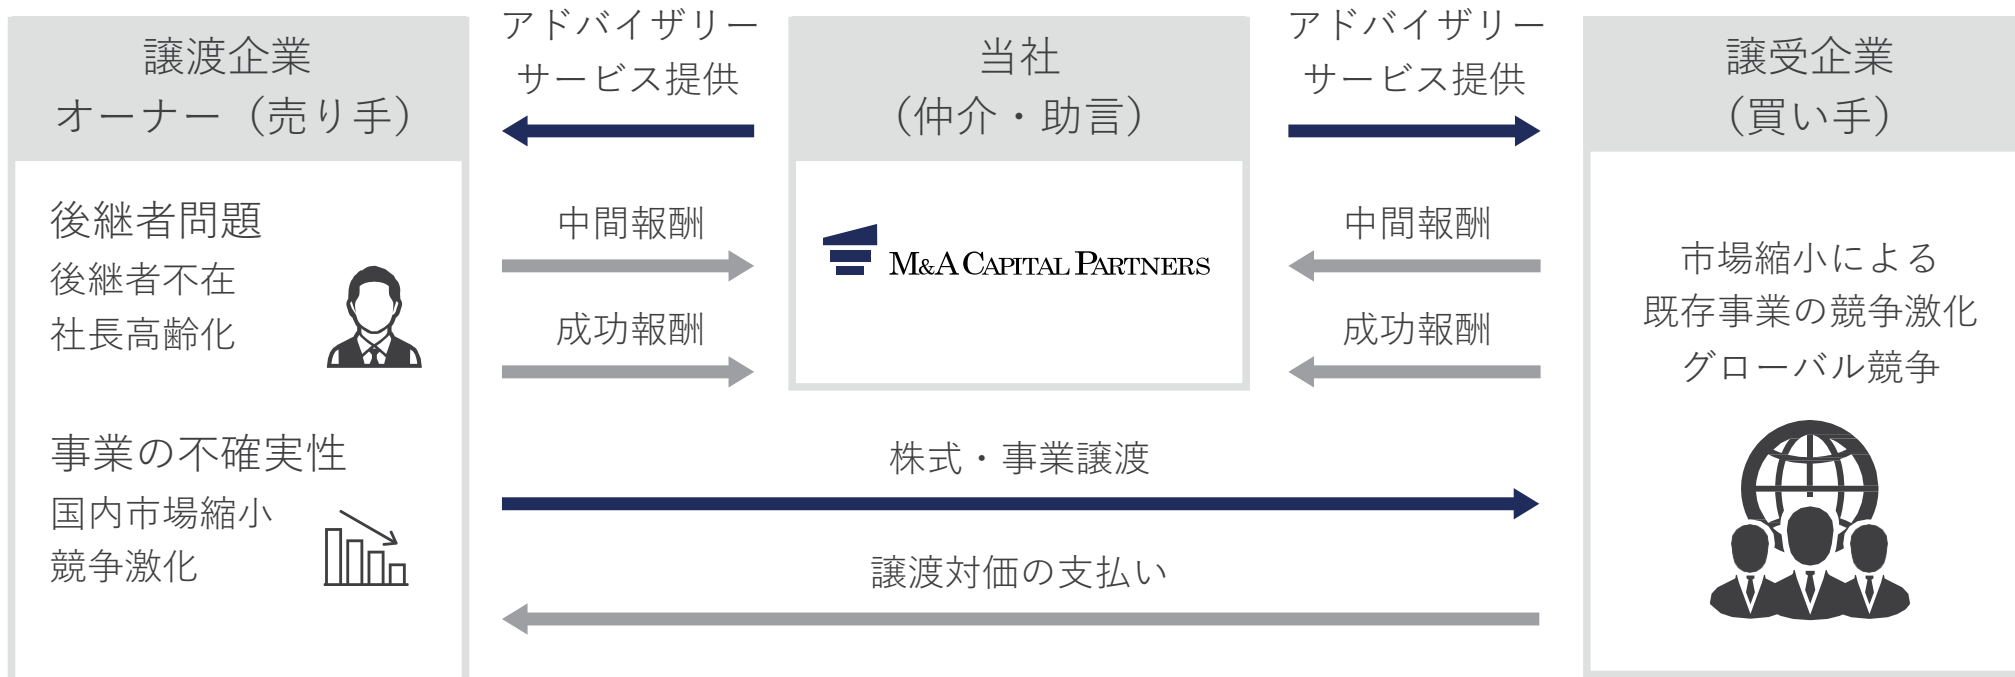 譲渡企業
オーナー（売り手）
後継者問題
後継者不在
社長高齢化
事業の不確実性
国内市場縮小
競争激化
アドバイザリー
サービス提供
中間報酬
成功報酬
当社
（仲介・助言）
M&A CAPITAL PARTNERS
アドバイザリー
サービス提供
中間報酬
成功報酬
株式・事業譲渡
譲渡対価の支払い
譲受企業
（買い手）
市場縮小による
既存事業の競争激化
グローバル競争